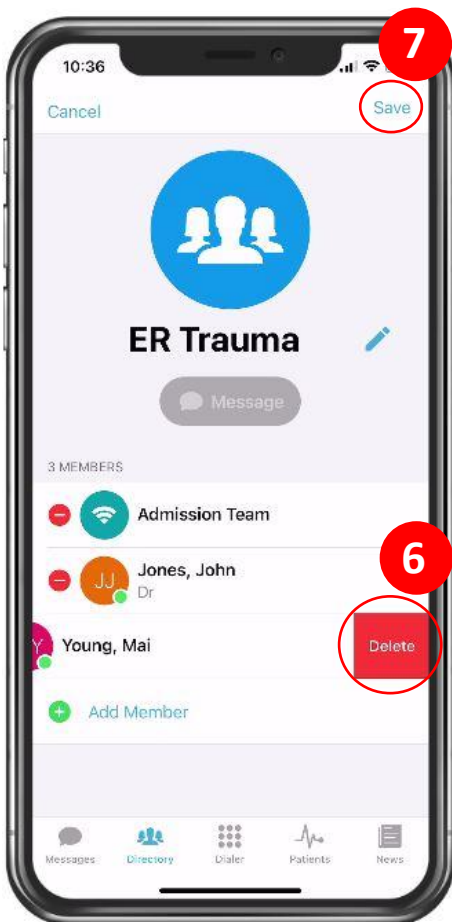 7
10:36
Cancel
Save
ER Trauma
Message
3 MEMBERS
Admission Team
JJ
Jones, John
Dr
6
Y
Young, Mai
Delete
Add Member
Messages
Directory
Dialer
Patients
News